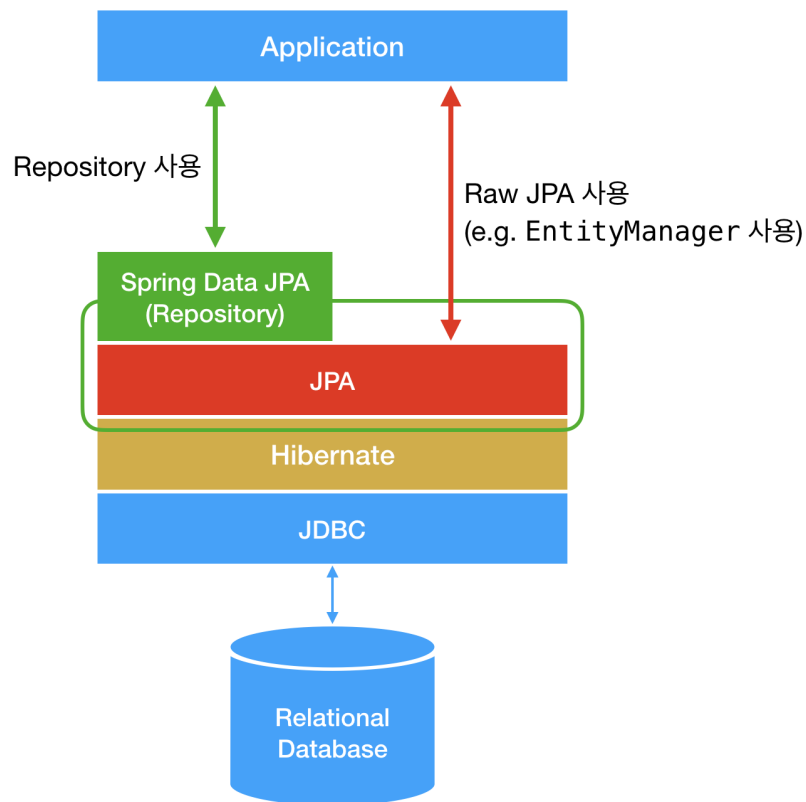 Application
Repository 사용
Raw JPA 사용
(e.g. EntityManager 사용)
Spring Data JPA
(Repository)
JPA
Hibernate
JDBC
Relational
Database